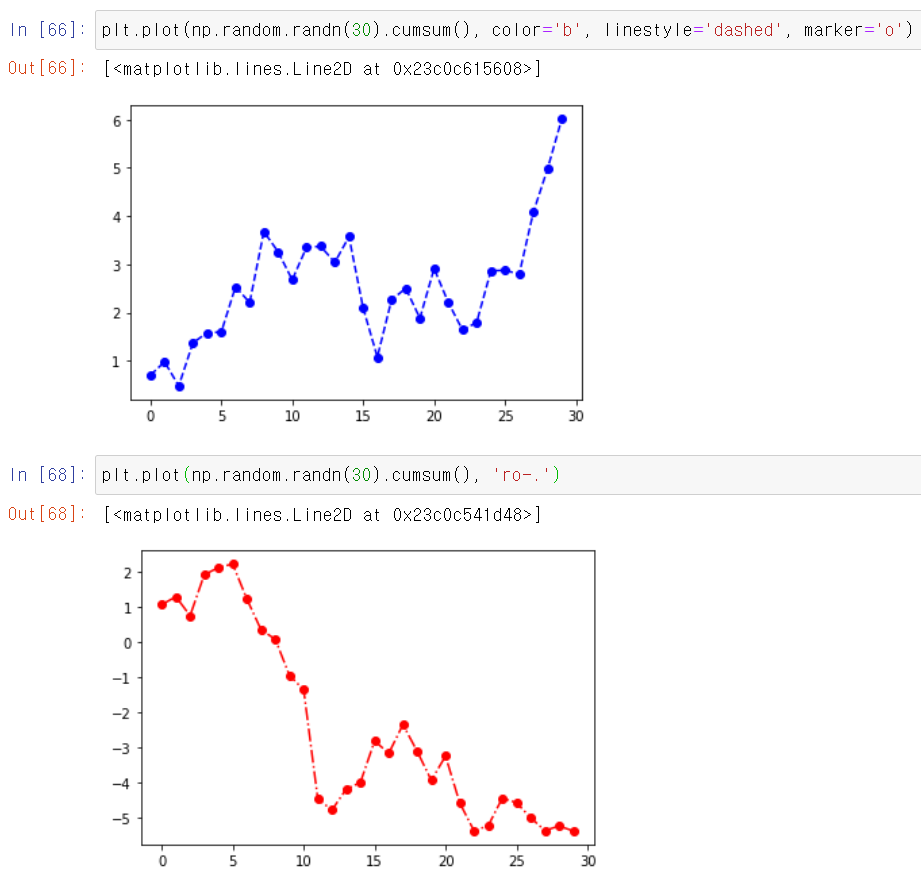 In [66]: plt.plot(np.random.randn(30).cumsum(), color='b', linestyle='dashed', marker='o')
Out[66]: [<matplotlib.lines.Line2D at 0x23c0c615608>]
6
5
4
3
2
1
0 5 10 15 20 25 30
In [68]: plt.plot(np.random.randn(30).cumsum(), 'ro-.')
Out[68]: [<matplotlib.lines.Line2D at 0x23c0c541d48>]
2
1
0
−1
−2
−3
−4
−5
0 5 10 15 20 25 30